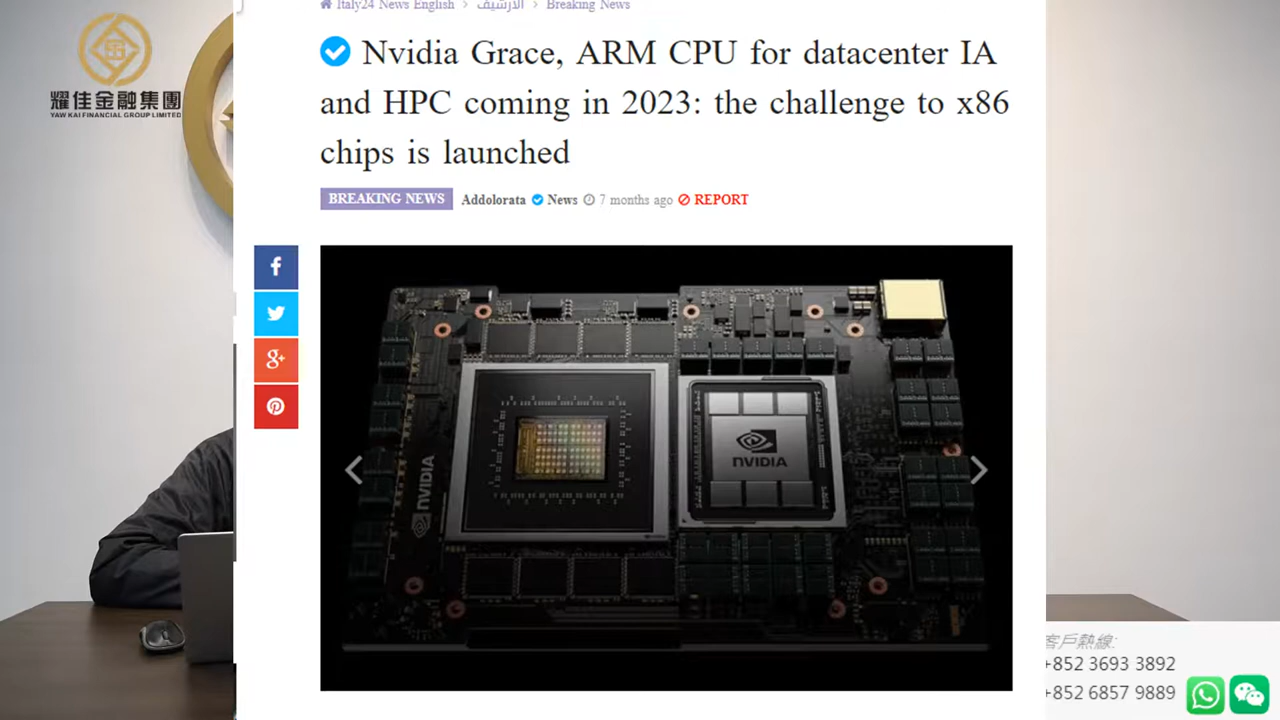 Italy24 News English > الأرشيف > Breaking News
耀佳金融集團
YAW KAI FINANCIAL GROUP LIMITED
Nvidia Grace, ARM CPU for datacenter IA
and HPC coming in 2023: the challenge to x86
chips is launched
BREAKING NEWS Addolorata News 7 months ago REPORT
NVIDIA
NVIDIA
客戶熱線:
+852 3693 3892
+852 6857 9889